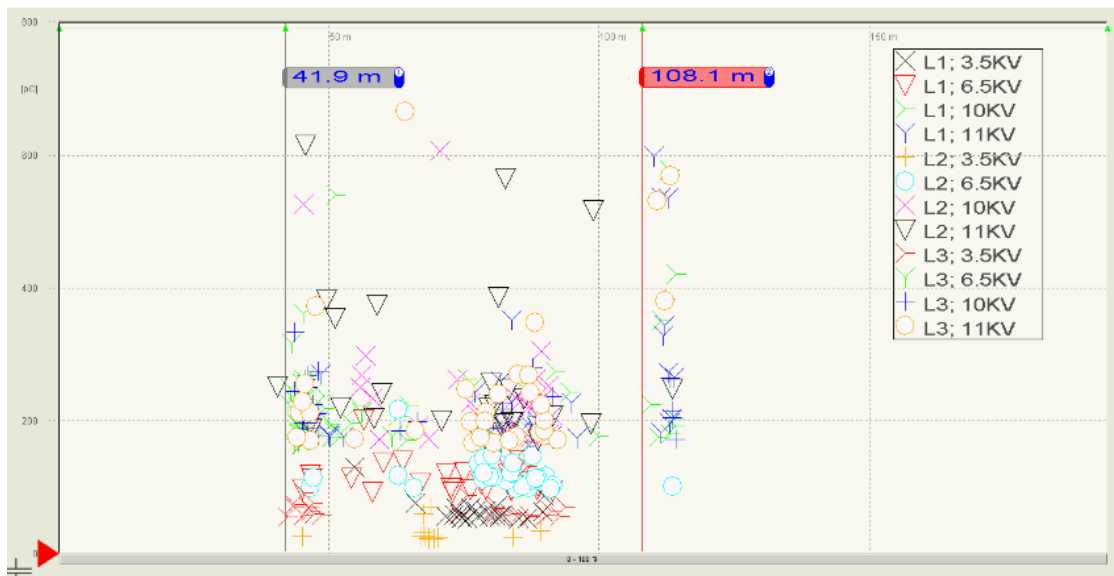 800
50 m
100 m
150 m
41.9 m
108.1 m
[pC]
L1; 3.5KV
L1; 6.5KV
L1; 10KV
L1; 11KV
L2; 3.5KV
L2; 6.5KV
L2; 10KV
L2; 11KV
L3; 3.5KV
L3; 6.5KV
L3; 10KV
L3; 11KV
600
400
200
0